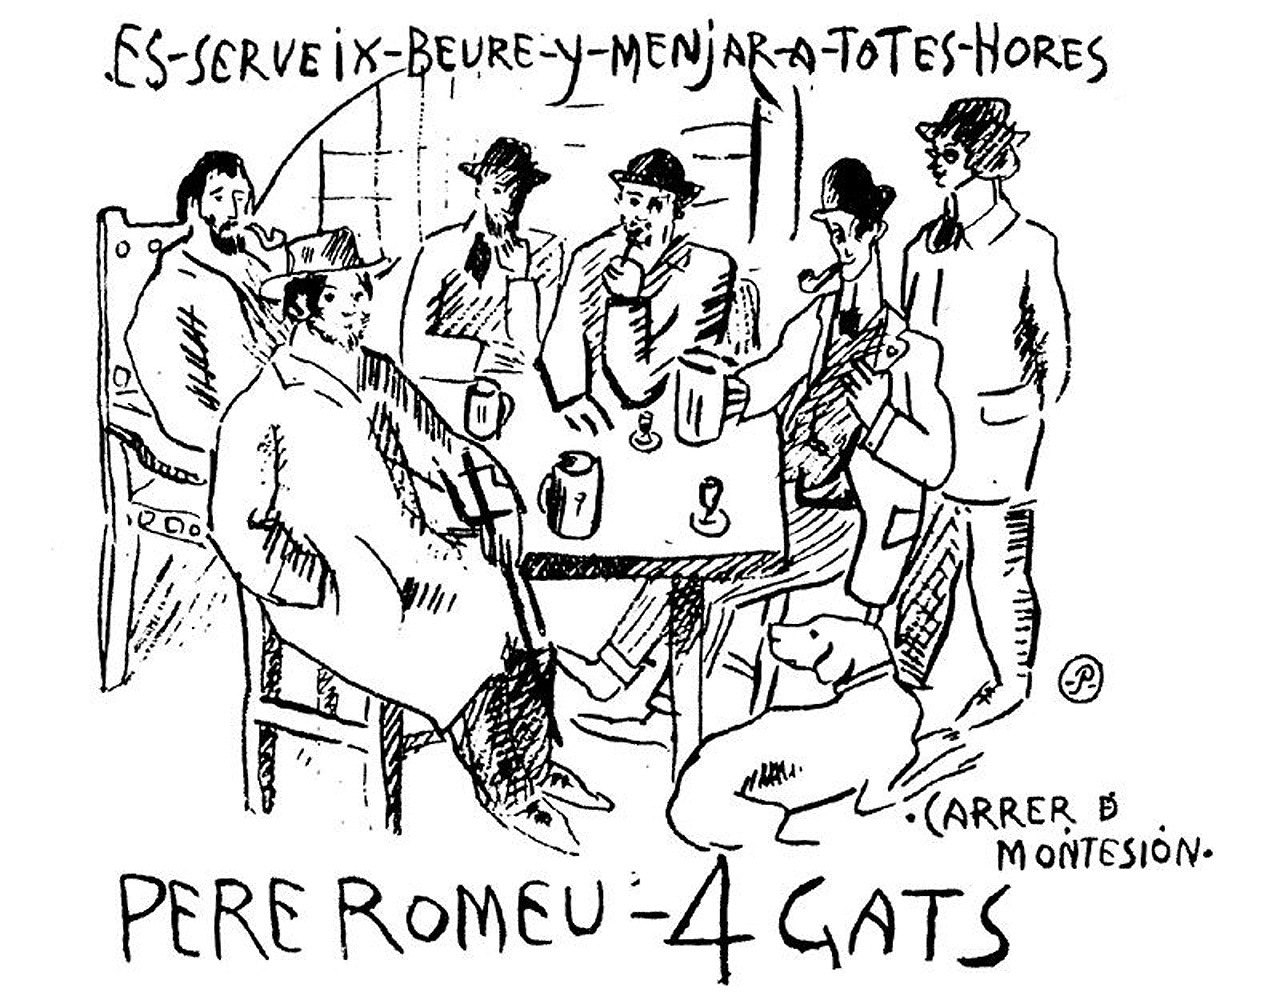 .ES-SERVEiX-BEURE-y-MENjAR-A-TOTES-HORES
-P-
.CARRER D
MONTESIÓN.
PERE ROMEU - 4 GATS